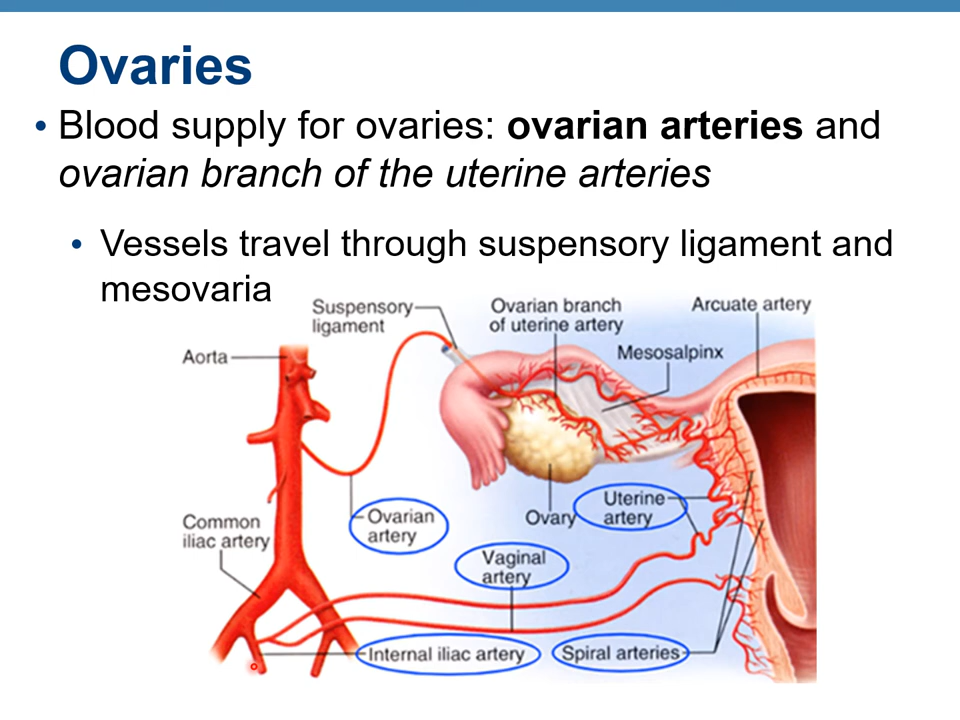 Ovaries
• Blood supply for ovaries: ovarian arteries and
ovarian branch of the uterine arteries
• Vessels travel through suspensory ligament and
mesovaria
Suspensory
ligament
Ovarian branch
of uterine artery
Arcuate artery
Aorta
Mesosalpinx
Ovarian
artery
Ovary
Uterine
artery
Common
iliac artery
Vaginal
artery
Internal iliac artery
Spiral arteries